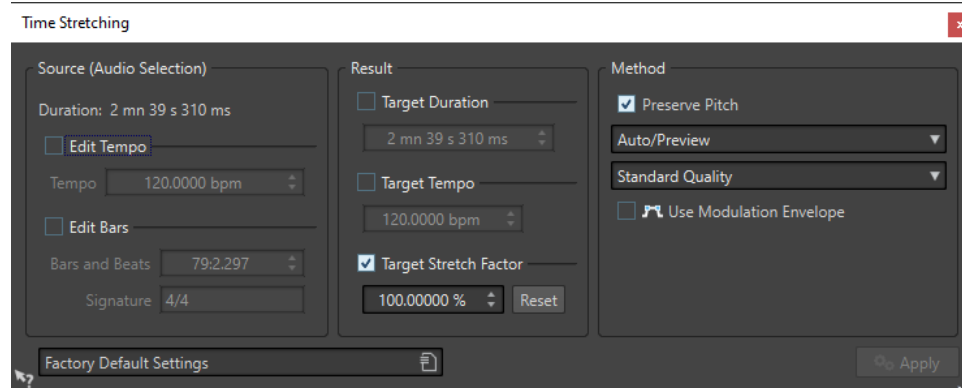 Time Stretching
Source (Audio Selection)
Duration: 2 mn 39 s 310 ms
Edit Tempo
Tempo 120.0000 bpm
Edit Bars
Bars and Beats 79:2.297
Signature 4/4
Result
Target Duration
2 mn 39 s 310 ms
Target Tempo
120.0000 bpm
Target Stretch Factor
100.00000 % Reset
Method
Preserve Pitch
Auto/Preview
Standard Quality
Use Modulation Envelope
Factory Default Settings
Apply